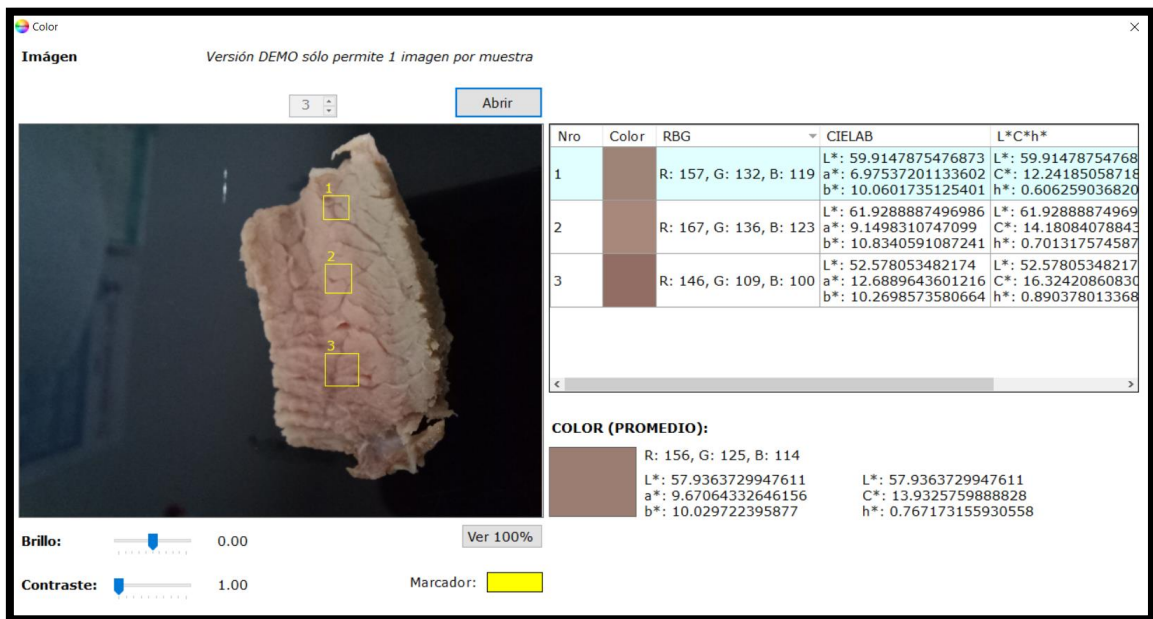 Color
Imágen
Versión DEMO sólo permite 1 imagen por muestra
3
Abrir
1
2
3
Nro Color RBG CIELAB L*C*h*
1 R: 157, G: 132, B: 119
L*: 59.9147875476873 L*: 59.91478754768
a*: 6.97537201133602 C*: 12.24185058718
b*: 10.0601735125401 h*: 0.606259036820
2 R: 167, G: 136, B: 123
L*: 61.9288887496986 L*: 61.92888874969
a*: 9.1498310747099 C*: 14.18084078843
b*: 10.8340591087241 h*: 0.701317574587
3 R: 146, G: 109, B: 100
L*: 52.578053482174 L*: 52.57805348217
a*: 12.6889643601216 C*: 16.32420860830
b*: 10.2698573580664 h*: 0.890378013368
COLOR (PROMEDIO):
R: 156, G: 125, B: 114
L*: 57.9363729947611 L*: 57.9363729947611
a*: 9.67064332646156 C*: 13.9325759888828
b*: 10.029722395877 h*: 0.767173155930558
Brillo: 0.00
Ver 100%
Contraste: 1.00
Marcador: